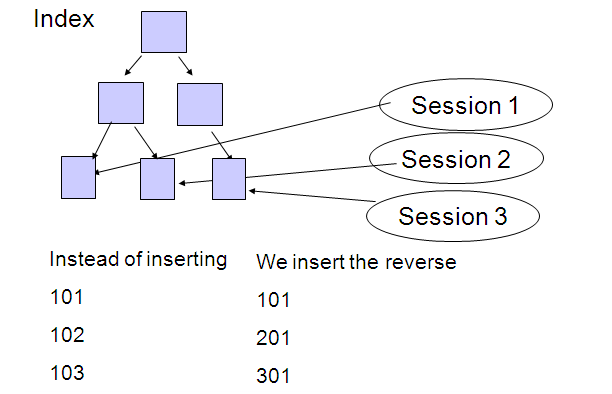 Index
Session 1
Session 2
Session 3
Instead of inserting We insert the reverse
101 101
102 201
103 301